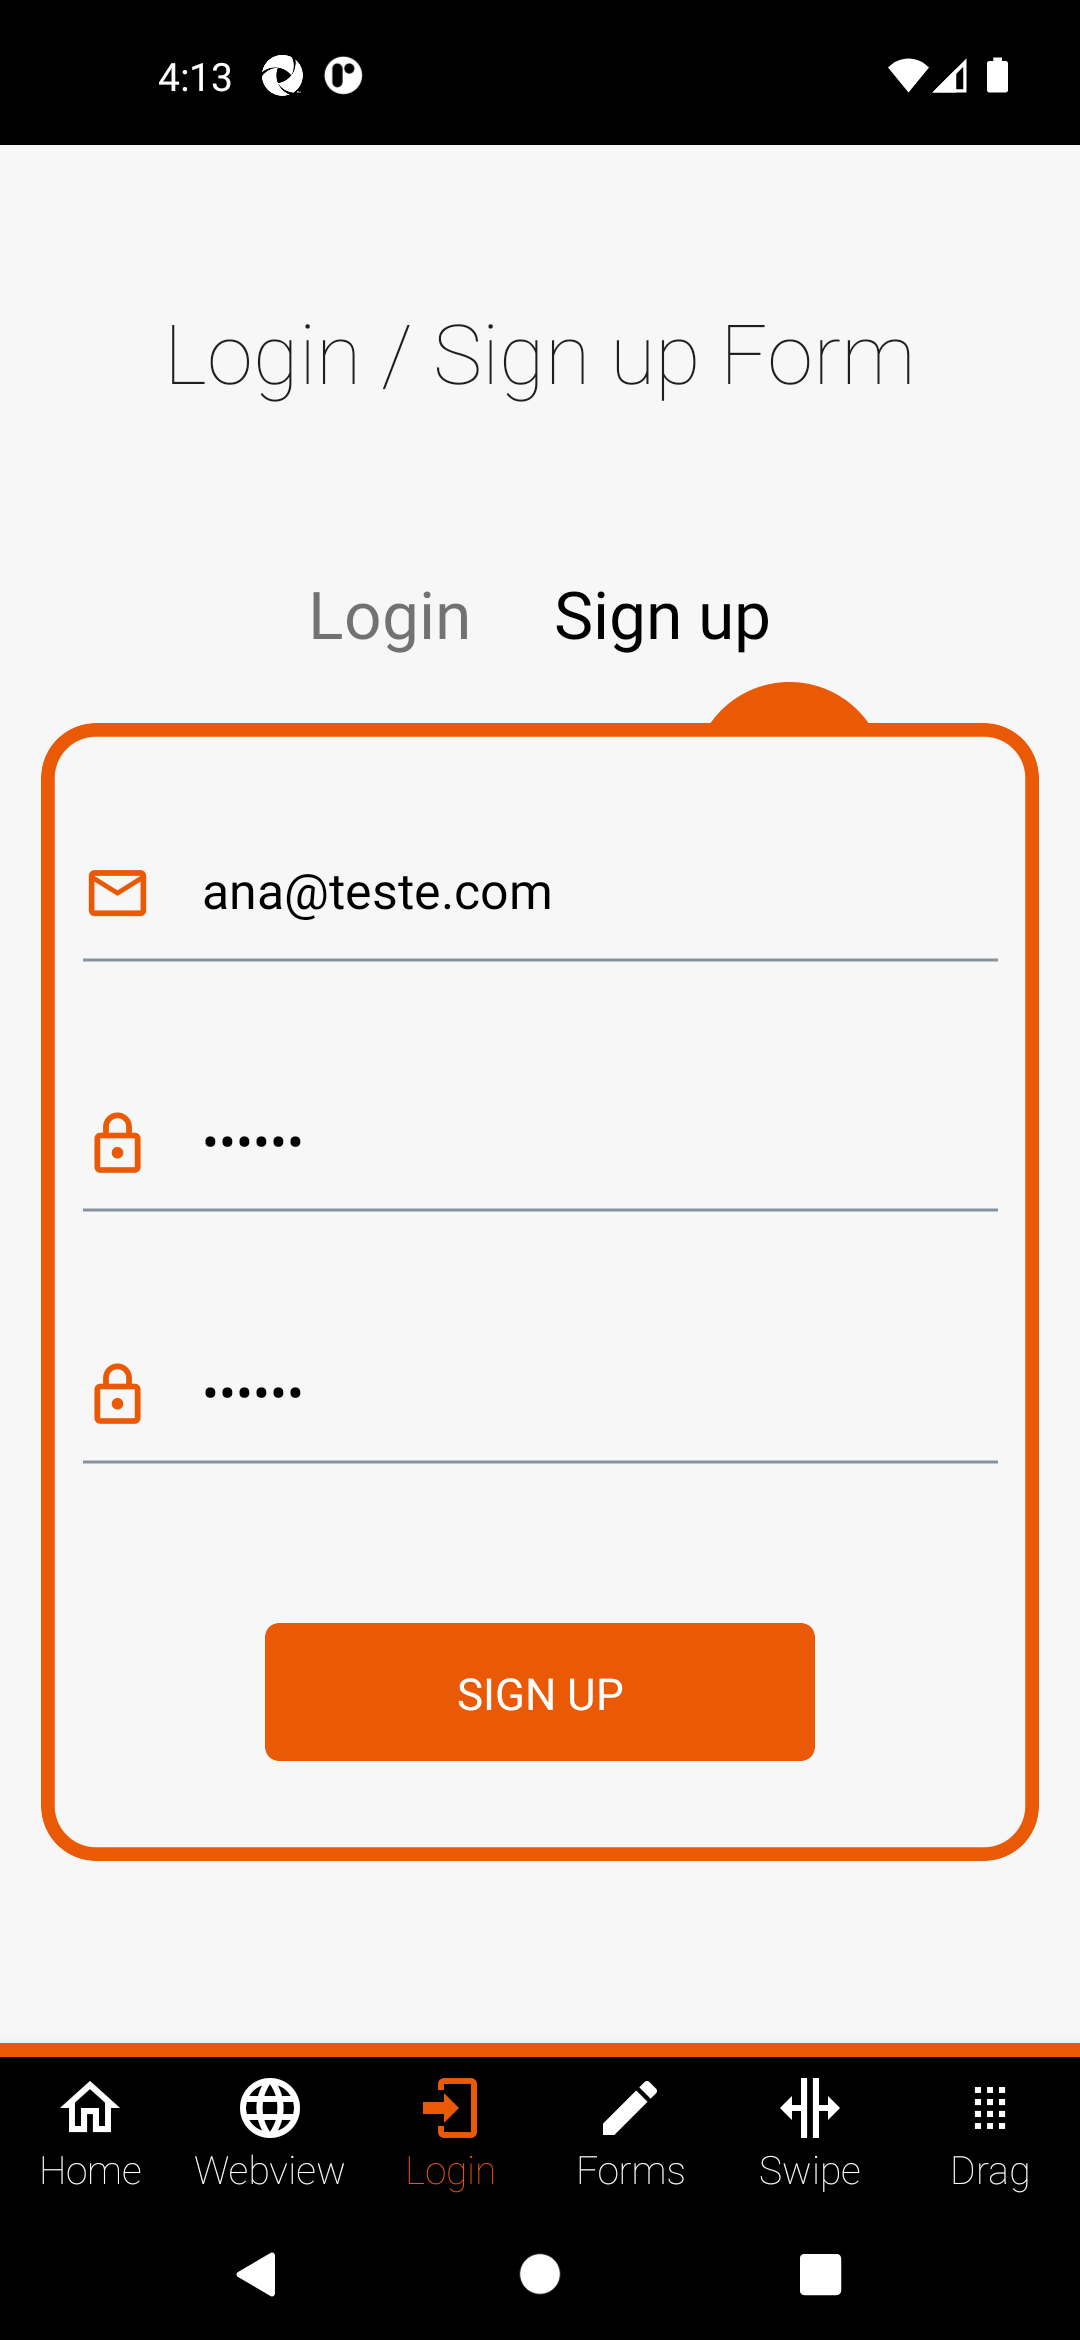 4:13
Login / Sign up Form
Login Sign up
ana@teste.com
••••••
••••••
SIGN UP
Home Webview Login Forms Swipe Drag